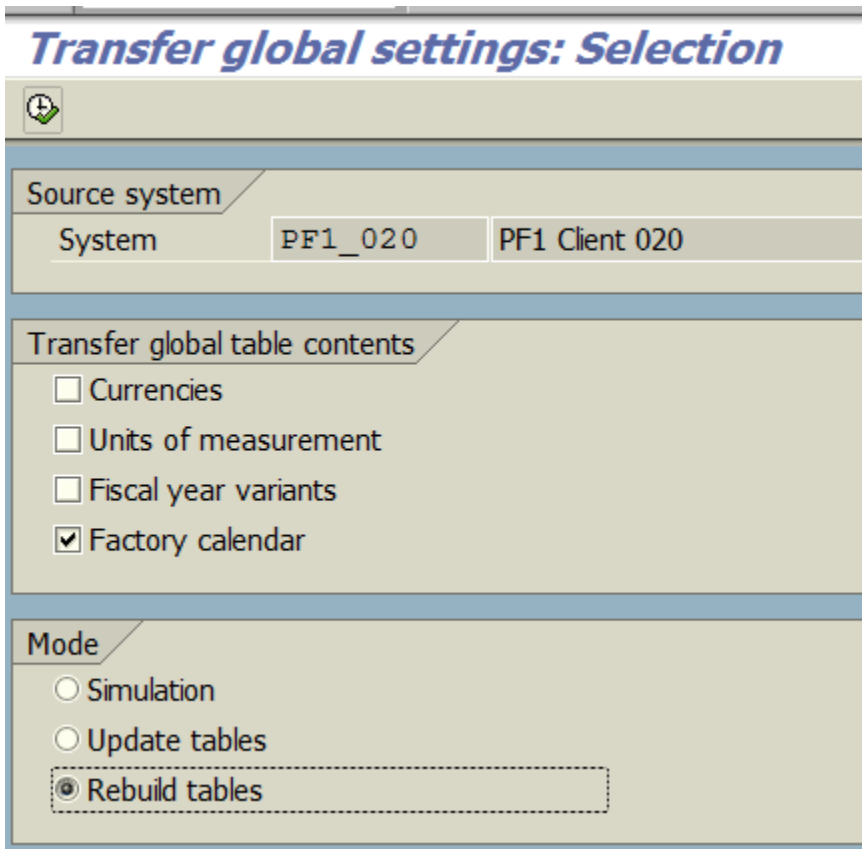 Transfer global settings: Selection
Source system
System PF1_020 PF1 Client 020
Transfer global table contents
Currencies
Units of measurement
Fiscal year variants
Factory calendar
Mode
Simulation
Update tables
Rebuild tables